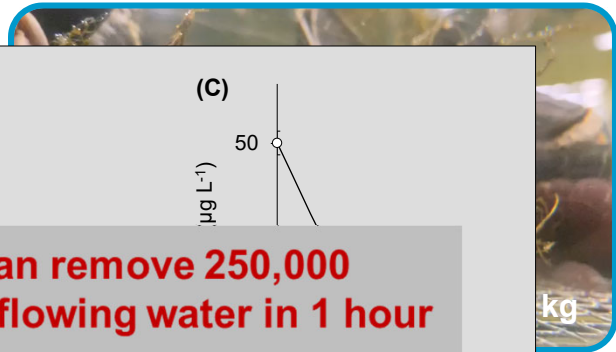 (C)
50
(µg L-1)
an remove 250,000
flowing water in 1 hour
kg